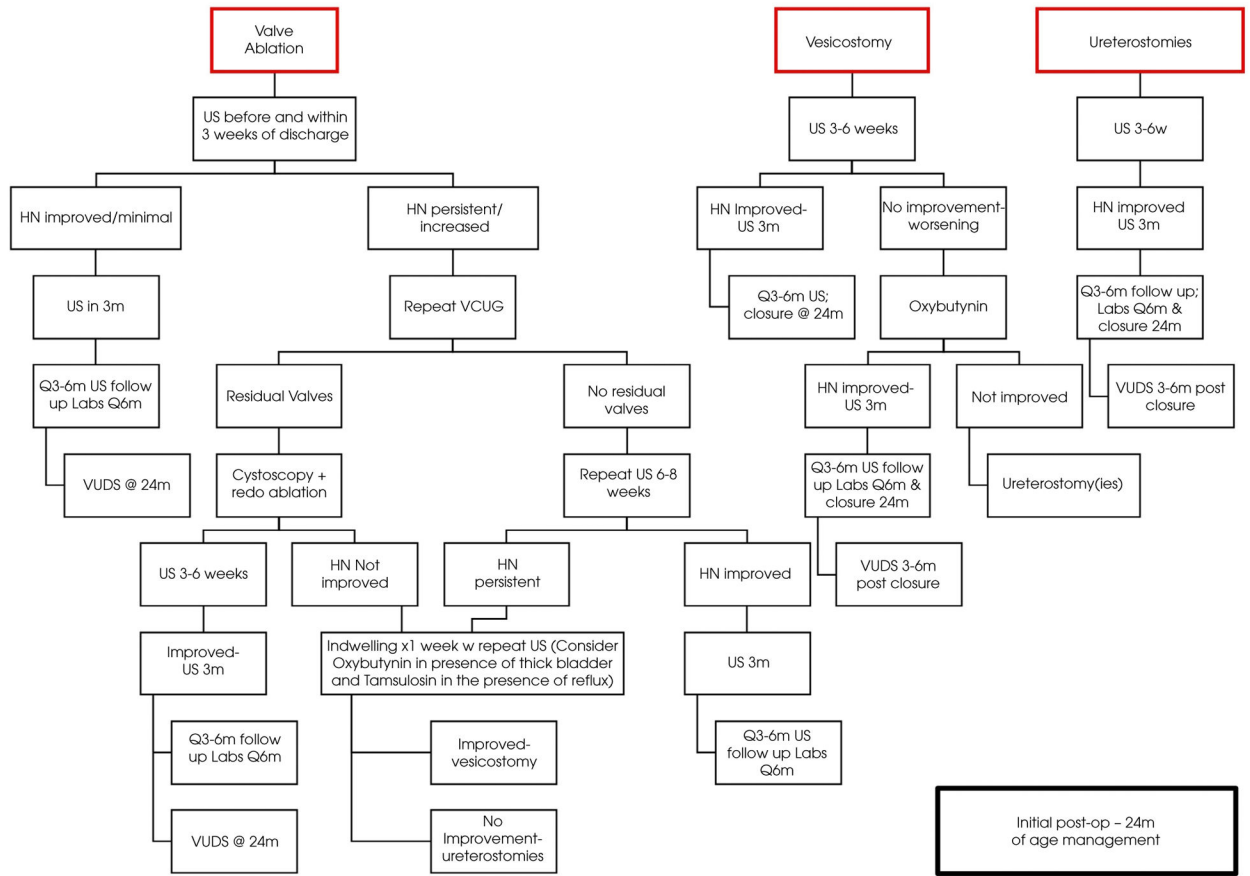 Valve
Ablation
Vesicostomy
Ureterostomies
US before and within
3 weeks of discharge
US 3-6 weeks
US 3-6w
HN improved/minimal
HN persistent/
increased
HN Improved-
US 3m
No improvement-
worsening
HN improved
US 3m
US in 3m
Repeat VCUG
Q3-6m US;
closure @ 24m
Oxybutynin
Q3-6m follow up;
Labs Q6m &
closure 24m
Q3-6m US follow
up Labs Q6m
Residual Valves
No residual
valves
HN improved-
US 3m
Not improved
VUDS 3-6m post
closure
VUDS @ 24m
Cystoscopy +
redo ablation
Repeat US 6-8
weeks
Q3-6m US follow
up Labs Q6m &
closure 24m
Ureterostomy(ies)
US 3-6 weeks
HN Not
improved
HN
persistent
HN improved
VUDS 3-6m
post closure
Improved-
US 3m
Indwelling x1 week w repeat US (Consider
Oxybutynin in presence of thick bladder
and Tamsulosin in the presence of reflux)
US 3m
Q3-6m follow
up Labs Q6m
Improved-
vesicostomy
Q3-6m US
follow up Labs
Q6m
VUDS @ 24m
No
Improvement-
ureterostomies
Initial post-op – 24m
of age management